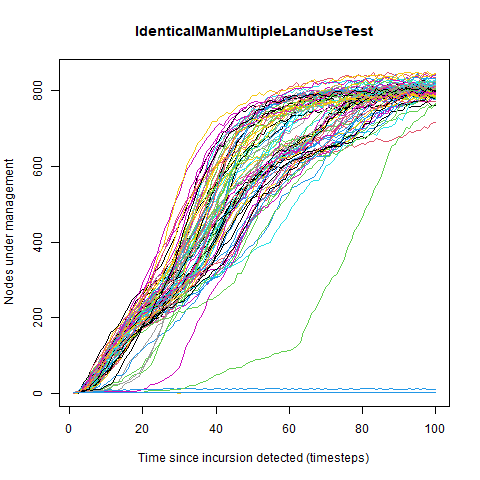 IdenticalManMultipleLandUseTest
Nodes under management
800
600
400
200
0
0 20 40 60 80 100
Time since incursion detected (timesteps)